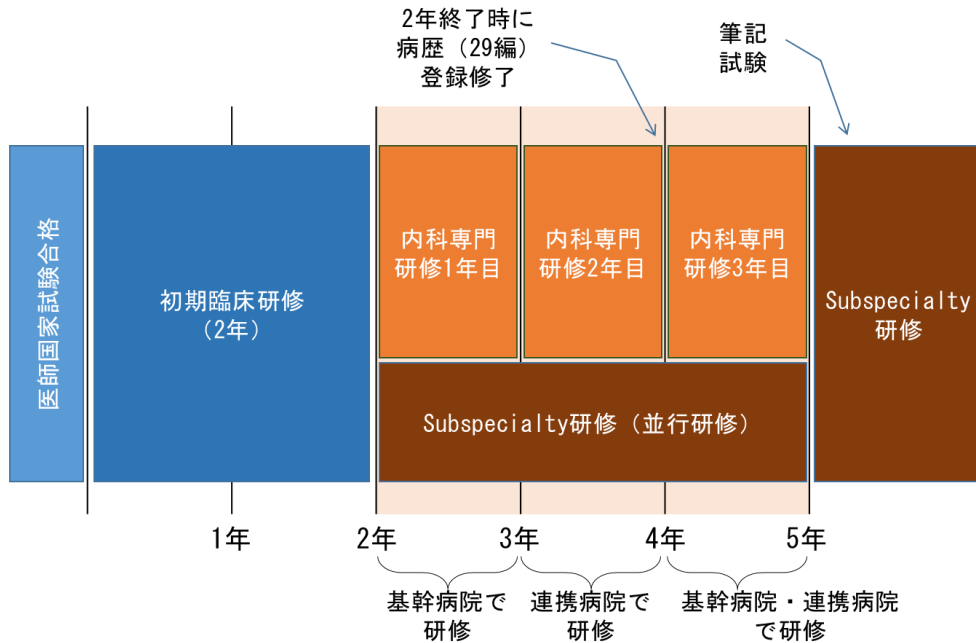 2年終了時に
病歴（29編）
登録修了
筆記
試験
医師国家試験合格
初期臨床研修
（2年）
内科専門
研修1年目
内科専門
研修2年目
内科専門
研修3年目
Subspecialty研修（並行研修）
Subspecialty
研修
1年
2年
3年
4年
5年
基幹病院で
研修
連携病院で
研修
基幹病院・連携病院
で研修